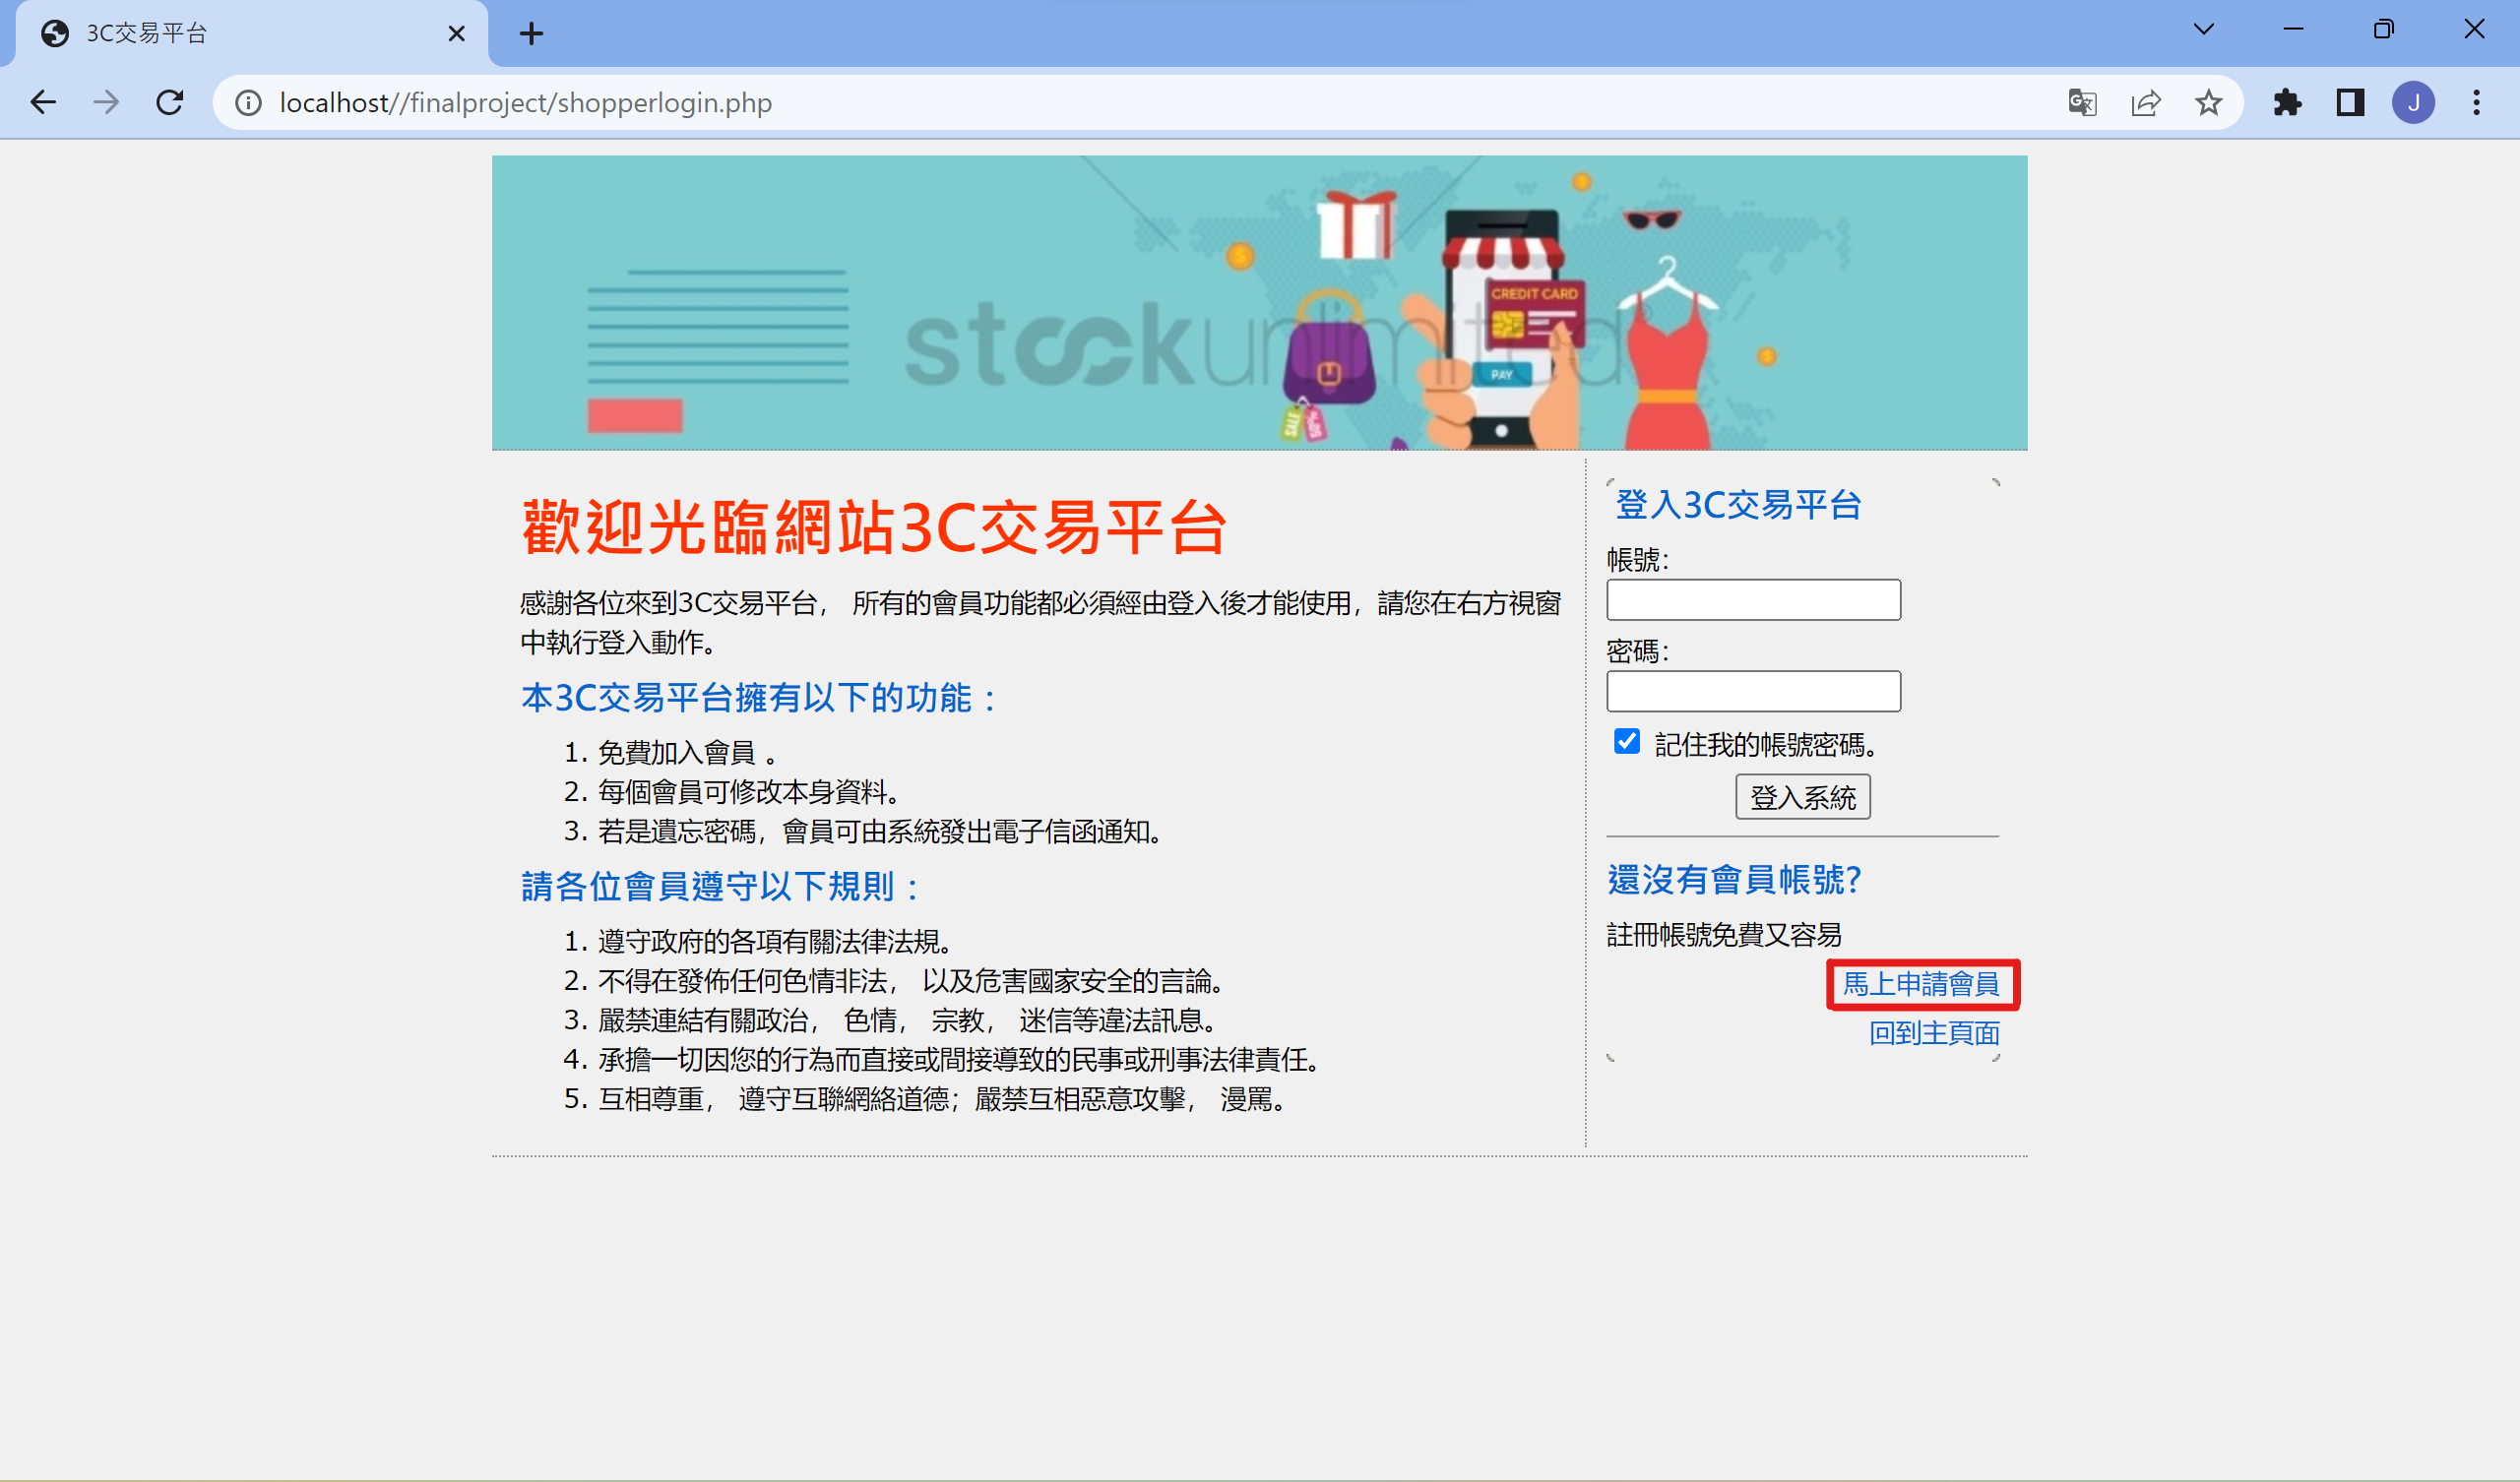 3C交易平台
localhost//finalproject/shopperlogin.php
J
CREDIT CARD
stockunlimited
PAY
SALE
50%
歡迎光臨網站3C交易平台
感謝各位來到3C交易平台， 所有的會員功能都必須經由登入後才能使用，請您在右方視窗
中執行登入動作。
本3C交易平台擁有以下的功能：
1. 免費加入會員 。
2. 每個會員可修改本身資料。
3. 若是遺忘密碼，會員可由系統發出電子信函通知。
請各位會員遵守以下規則：
1. 遵守政府的各項有關法律法規。
2. 不得在發佈任何色情非法， 以及危害國家安全的言論。
3. 嚴禁連結有關政治， 色情， 宗教， 迷信等違法訊息。
4. 承擔一切因您的行為而直接或間接導致的民事或刑事法律責任。
5. 互相尊重， 遵守互聯網絡道德；嚴禁互相惡意攻擊， 漫罵。
登入3C交易平台
帳號：
密碼：
記住我的帳號密碼。
登入系統
還沒有會員帳號?
註冊帳號免費又容易
馬上申請會員
回到主頁面